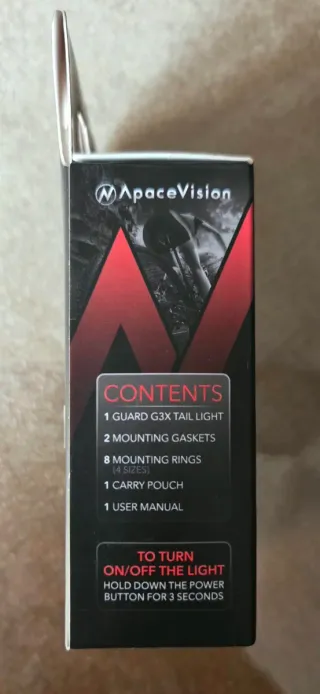 ApaceVision
CONTENTS
1 GUARD G3X TAIL LIGHT
2 MOUNTING GASKETS
8 MOUNTING RINGS
(4 SIZES)
1 CARRY POUCH
1 USER MANUAL
TO TURN
ON/OFF THE LIGHT
HOLD DOWN THE POWER
BUTTON FOR 3 SECONDS